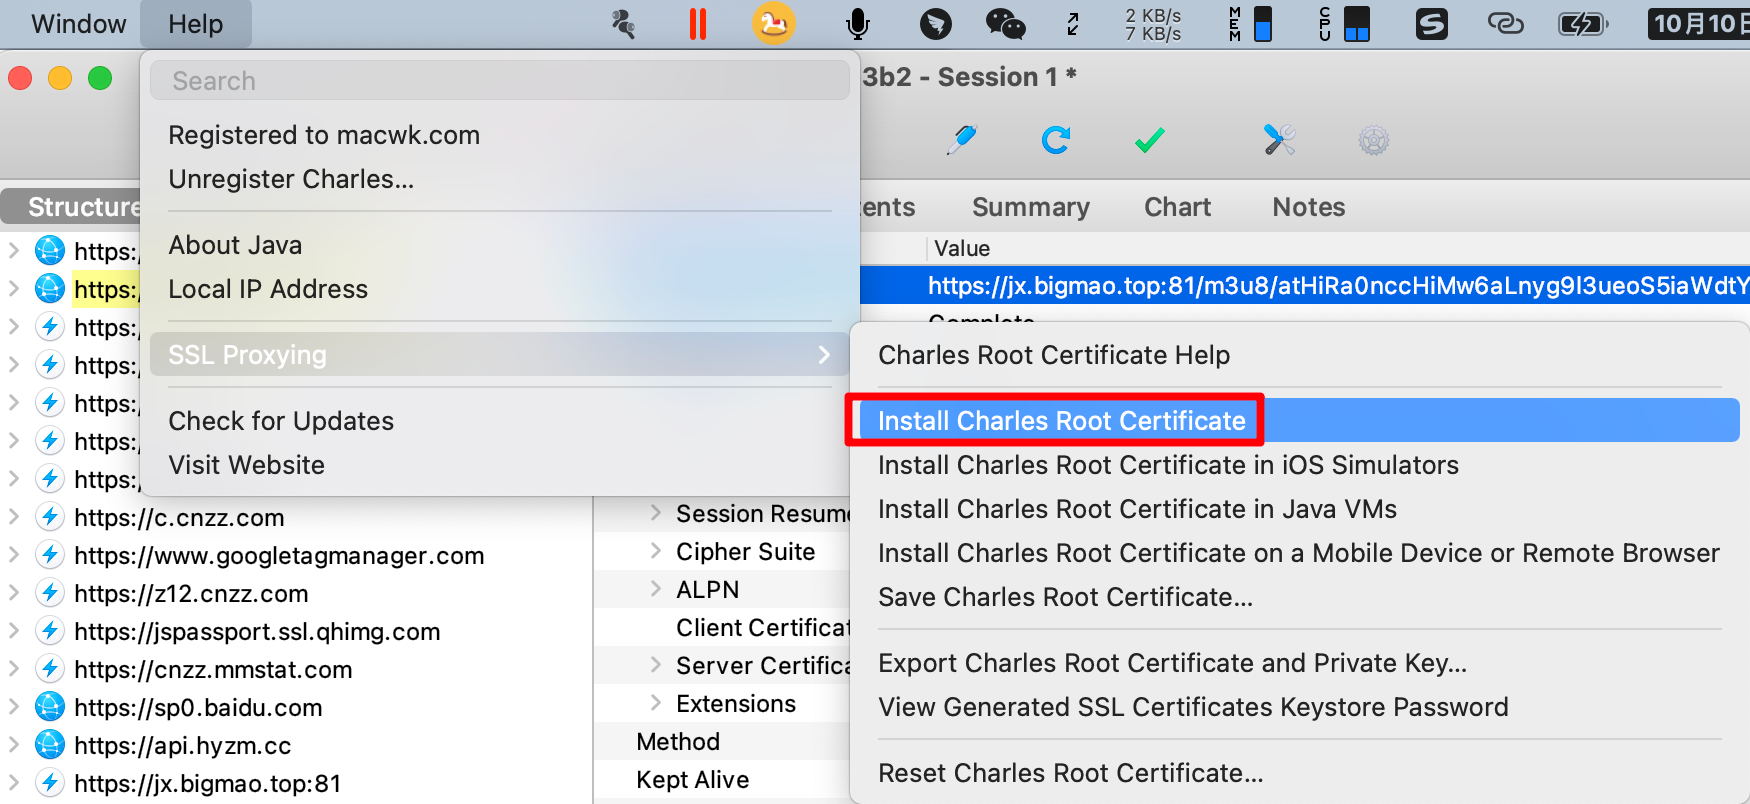 Window Help
2 KB/s
7 KB/s
MEM
CPU
10月10日
Search
3b2 - Session 1 *
Registered to macwk.com
Unregister Charles...
About Java
Local IP Address
SSL Proxying
Check for Updates
Visit Website
Structure
Summary Chart Notes
Value
https://jx.bigmao.top:81/m3u8/atHiRa0nccHiMw6aLnyg9l3ueoS5iaWdtY
Complete
Charles Root Certificate Help
Install Charles Root Certificate
Install Charles Root Certificate in iOS Simulators
Install Charles Root Certificate in Java VMs
Install Charles Root Certificate on a Mobile Device or Remote Browser
Save Charles Root Certificate...
Export Charles Root Certificate and Private Key...
View Generated SSL Certificates Keystore Password
Reset Charles Root Certificate...
https:/
https:/
https:/
https:/
https:/
https:/
https:/
https://c.cnzz.com
https://www.googletagmanager.com
https://z12.cnzz.com
https://jspassport.ssl.qhimg.com
https://cnzz.mmstat.com
https://sp0.baidu.com
https://api.hyzm.cc
https://jx.bigmao.top:81
Session Resume
Cipher Suite
ALPN
Client Certificat
Server Certifica
Extensions
Method
Kept Alive